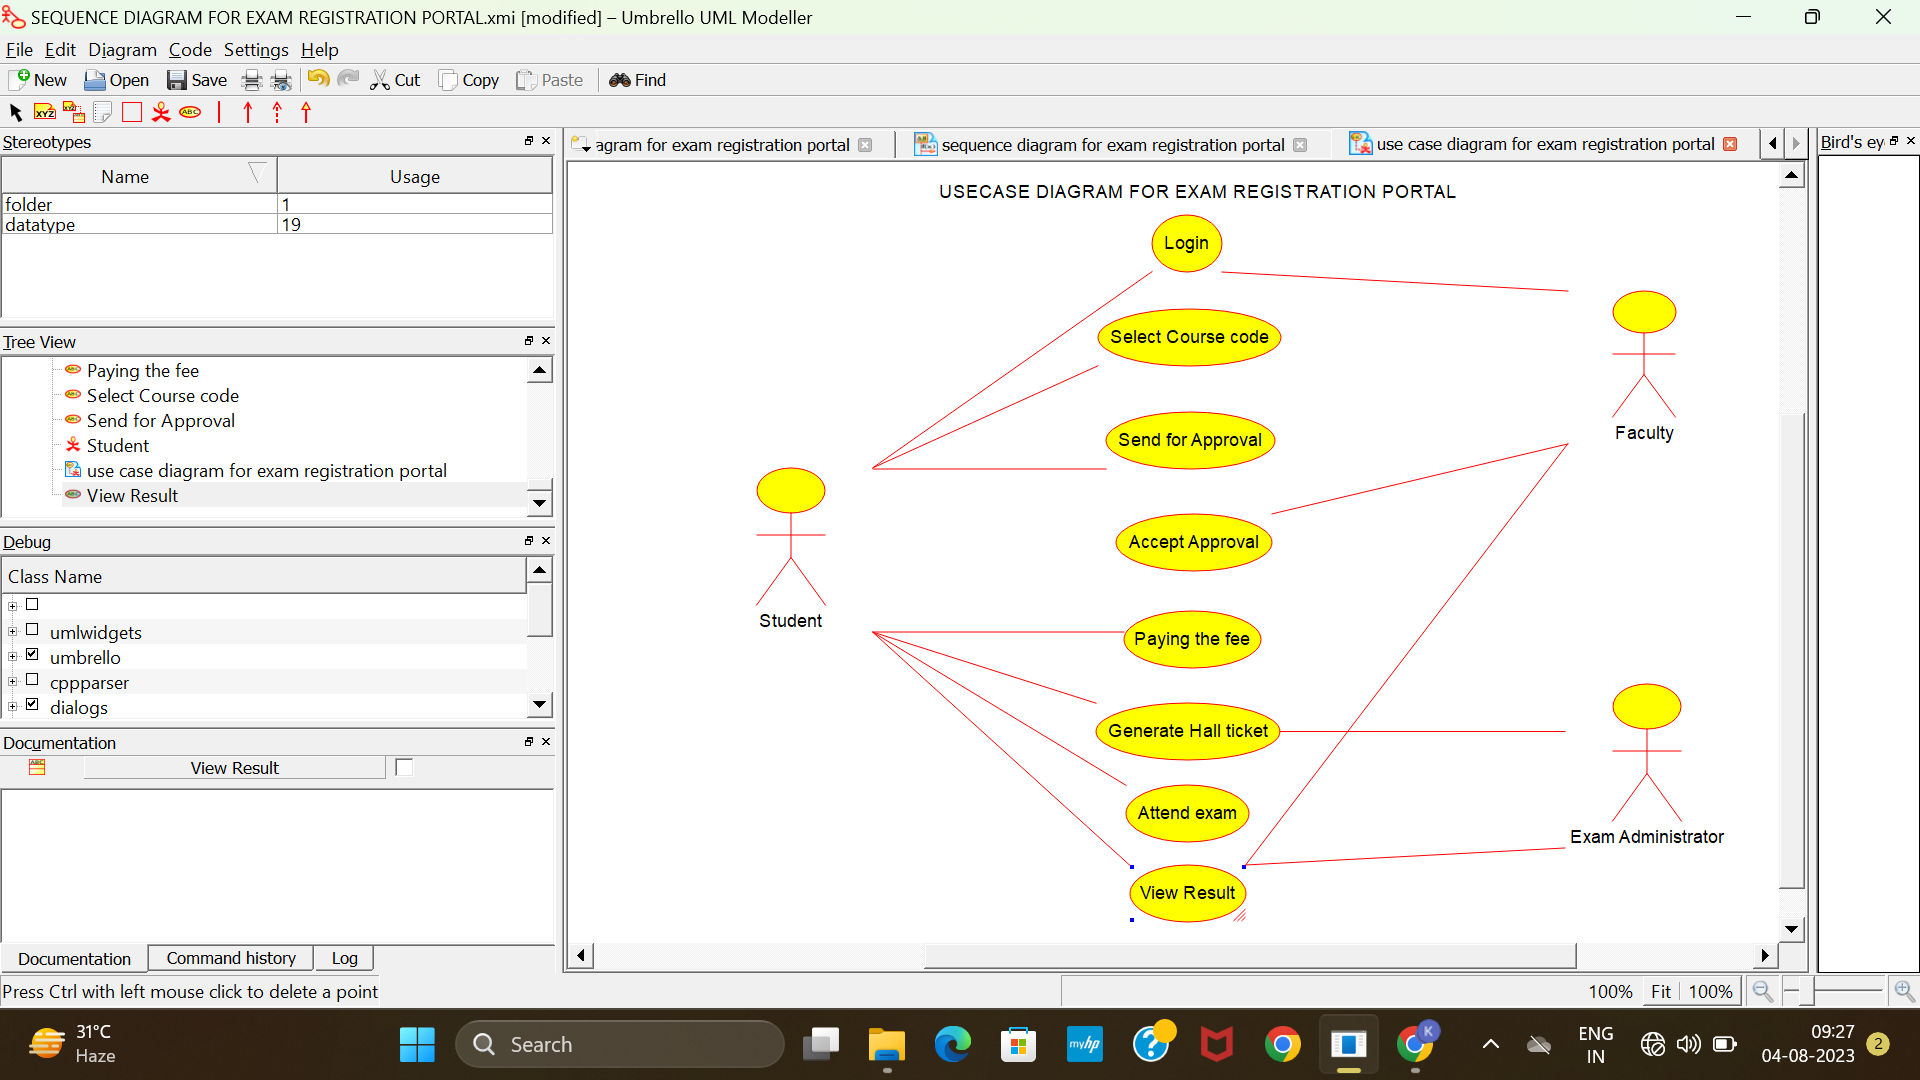 SEQUENCE DIAGRAM FOR EXAM REGISTRATION PORTAL.xmi [modified] – Umbrello UML Modeller
File Edit Diagram Code Settings Help
New Open Save Cut Copy Paste Find
XYZ XYZ ABC
Stereotypes
Name Usage
folder 1
datatype 19
Tree View
Paying the fee
Select Course code
Send for Approval
Student
use case diagram for exam registration portal
View Result
Debug
Class Name
umlwidgets
umbrello
cppparser
dialogs
Documentation
View Result
Documentation Command history Log
Press Ctrl with left mouse click to delete a point
agram for exam registration portal
sequence diagram for exam registration portal
use case diagram for exam registration portal
Bird's ey
USECASE DIAGRAM FOR EXAM REGISTRATION PORTAL
Login
Select Course code
Send for Approval
Accept Approval
Paying the fee
Generate Hall ticket
Attend exam
View Result
Student
Faculty
Exam Administrator
100% Fit 100%
31°C
Haze
Search
myhp
K
ENG
IN
09:27
04-08-2023
2